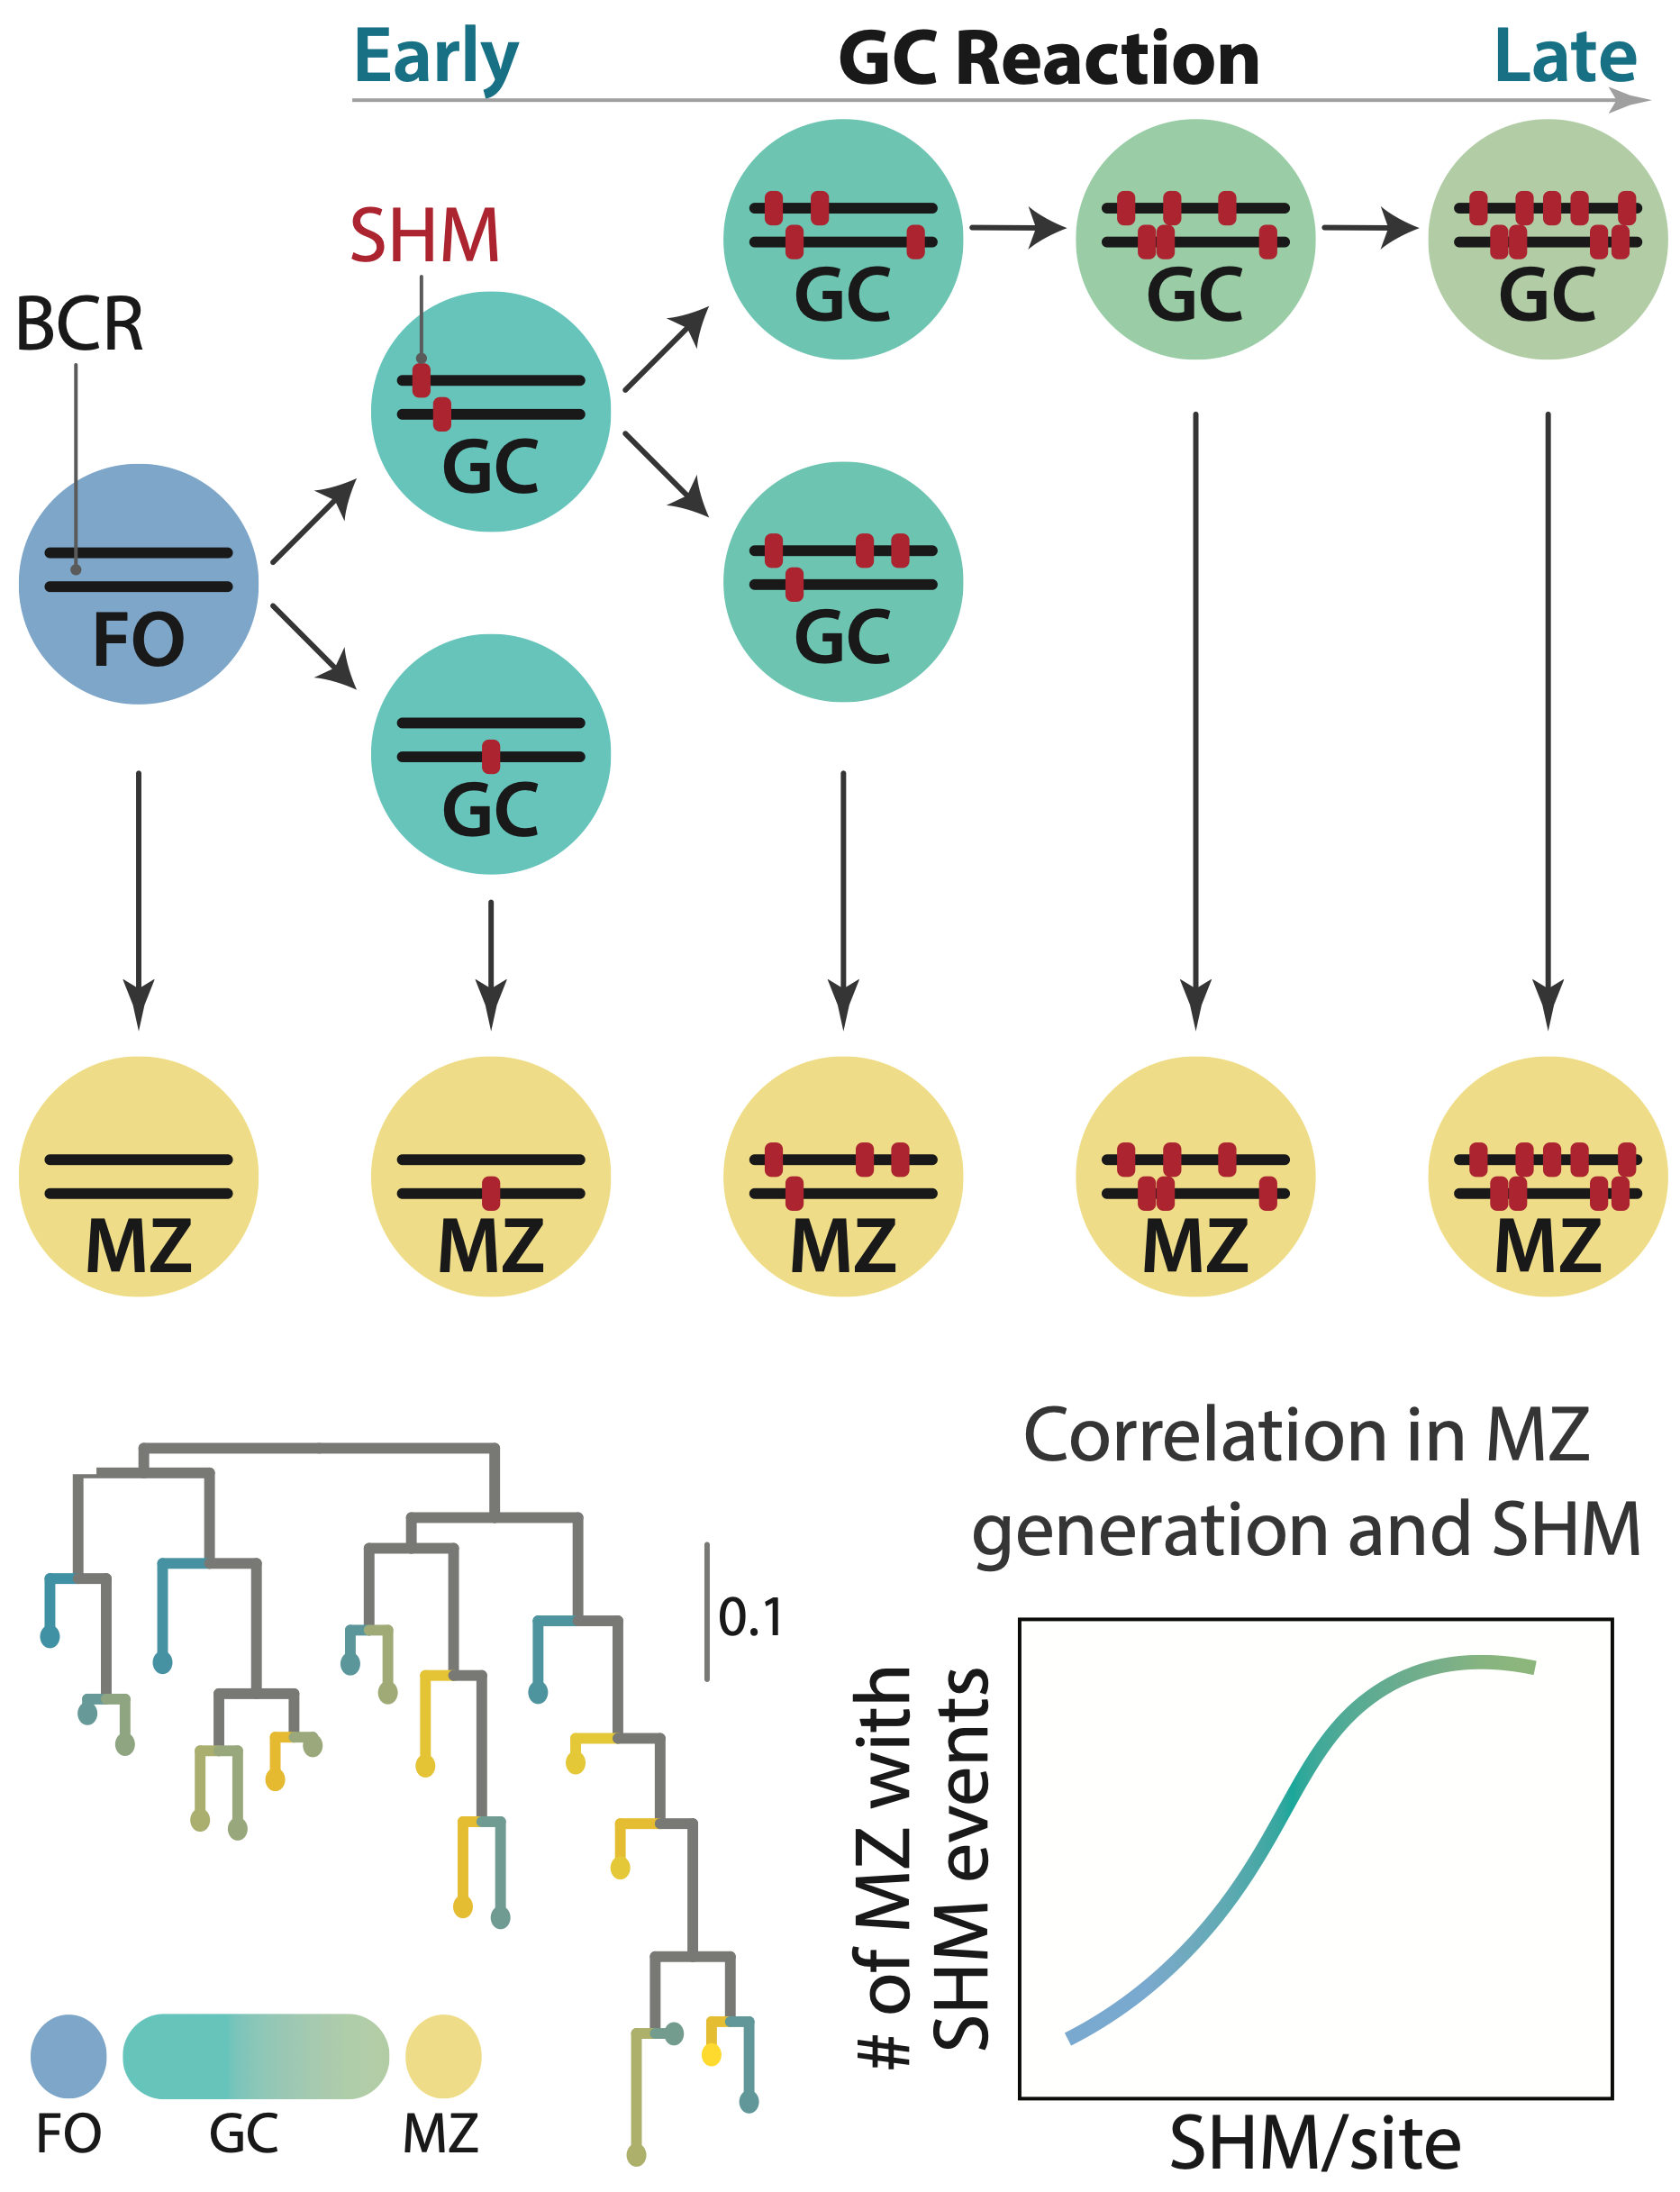 Early GC Reaction Late
SHM
BCR
GC GC GC
GC
FO
GC
GC
MZ MZ MZ MZ MZ
Correlation in MZ
generation and SHM
0.1
# of MZ with
SHM events
SHM/site
FO GC MZ